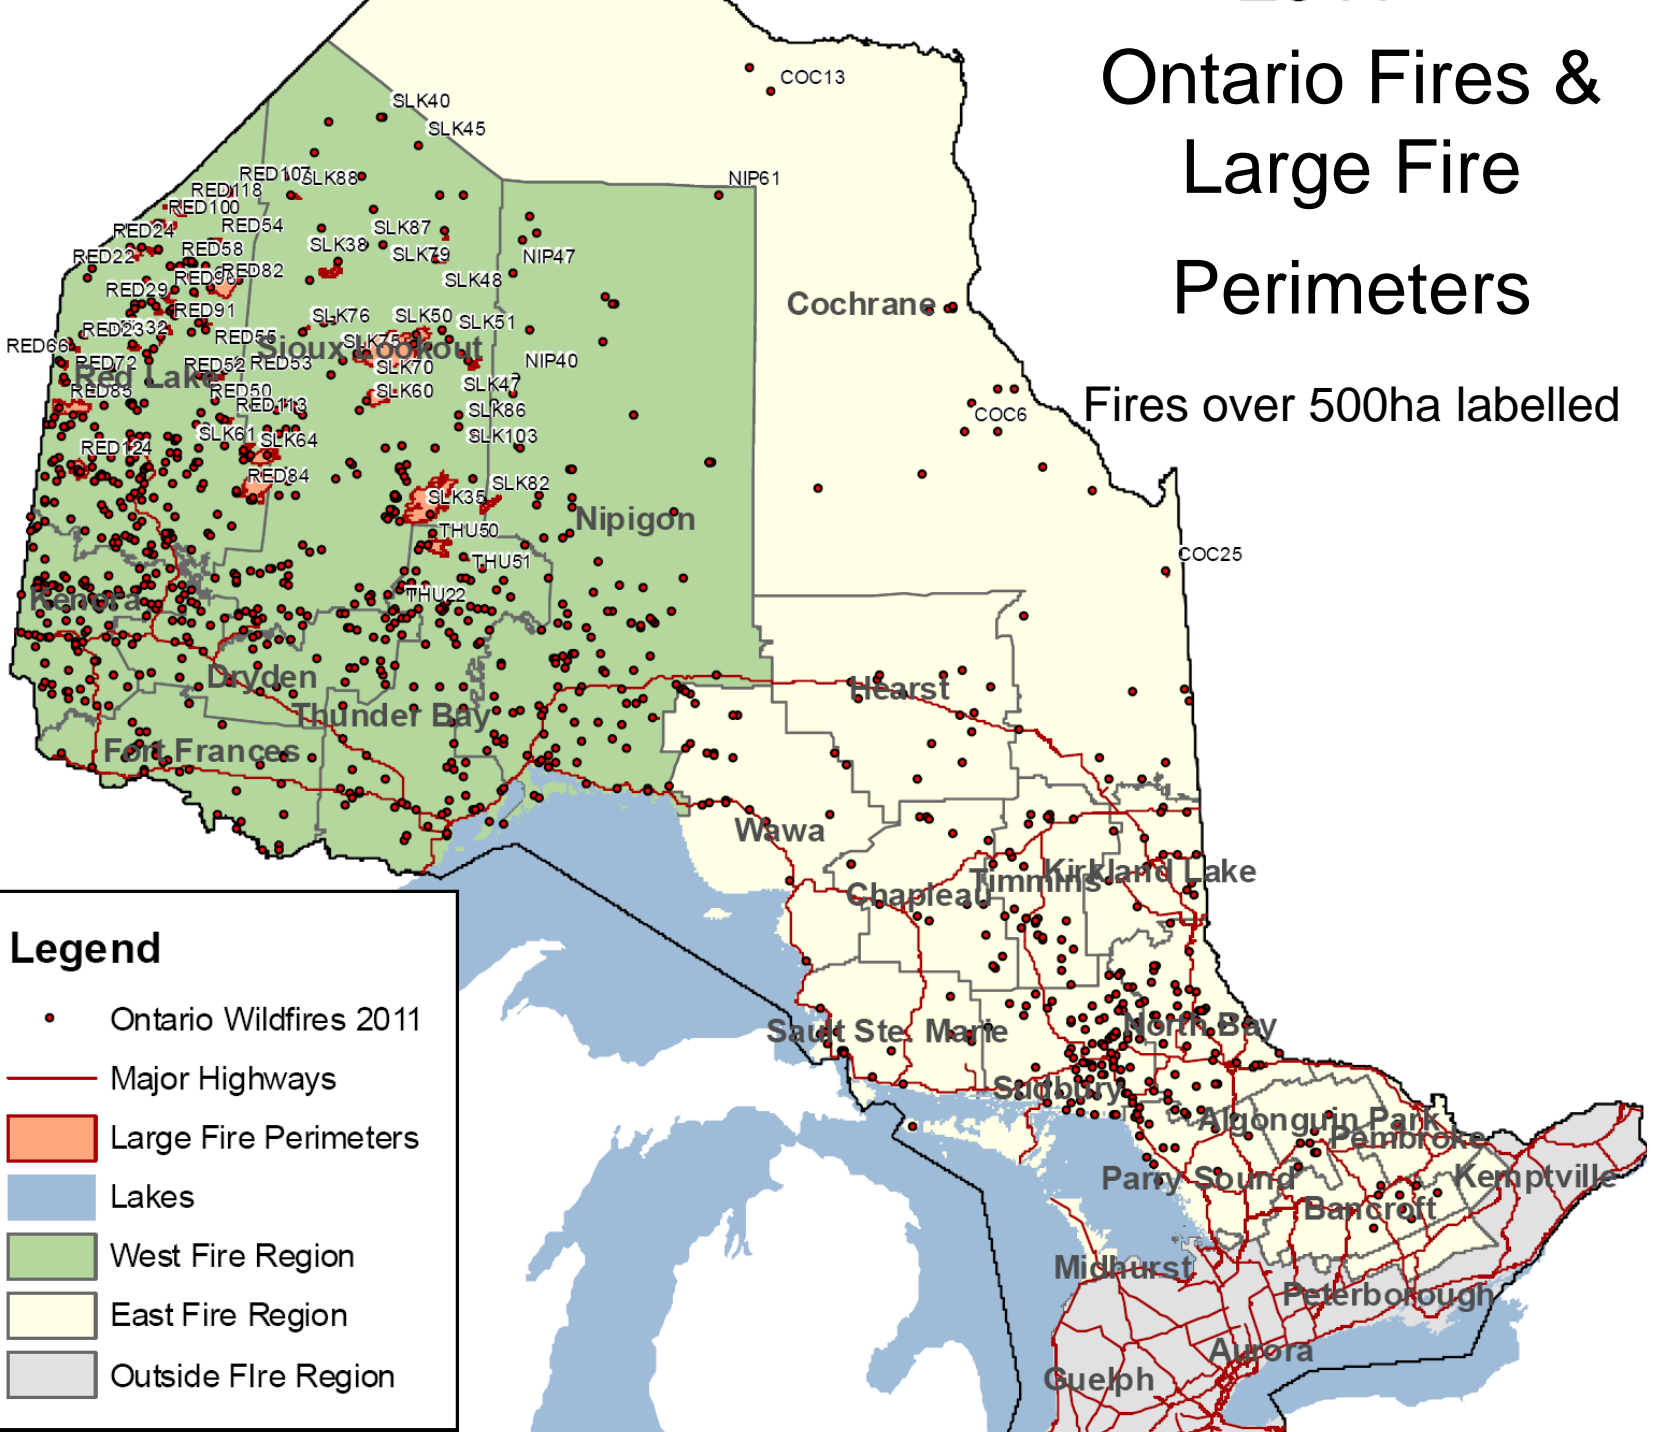 Ontario Fires &
Large Fire
Perimeters
Fires over 500ha labelled
COC13
SLK40
SLK45
RED107
SLK88
NIP61
RED118
RED100
RED24
RED54
SLK87
SLK38
RED22
RED58
SLK79
NIP47
RED96
RED82
SLK48
RED29
Cochrane
RED91
SLK76
SLK50
SLK51
RED23
32
RED55
RED66
SLK75
Sioux Lookout
NIP40
RED72
RED52
RED53
SLK70
Red Lake
SLK47
RED85
RED50
SLK60
RED113
SLK86
COC6
SLK61
SLK64
SLK103
RED124
RED84
SLK35
SLK82
Nipigon
THU50
COC25
THU51
THU22
Kenora
Dryden
Hearst
Thunder Bay
Fort Frances
Wawa
Kirkland Lake
Timmins
Chapleau
North Bay
Sault Ste. Marie
Sudbury
Algonquin Park
Pembroke
Parry Sound
Kemptville
Bancroft
Midhurst
Peterborough
Aurora
Guelph
Legend
Ontario Wildfires 2011
Major Highways
Large Fire Perimeters
Lakes
West Fire Region
East Fire Region
Outside FIre Region